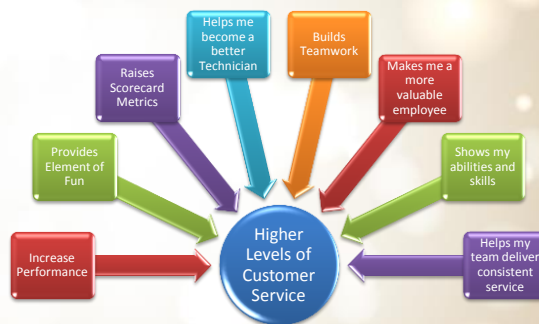 Increase
Performance
Provides
Element of
Fun
Raises
Scorecard
Metrics
Helps me
become a
better
Technician
Builds
Teamwork
Makes me a
more
valuable
employee
Shows my
abilities and
skills
Helps my
team deliver
consistent
service
Higher
Levels of
Customer
Service